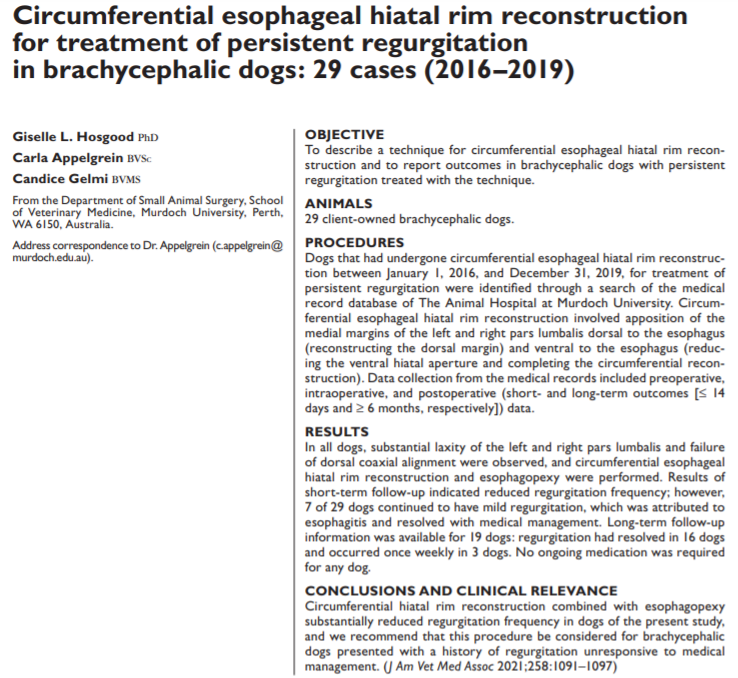 Circumferential esophageal hiatal rim reconstruction
for treatment of persistent regurgitation
in brachycephalic dogs: 29 cases (2016–2019)
Giselle L. Hosgood PhD
Carla Appelgrein BVSc
Candice Gelmi BVMS
From the Department of Small Animal Surgery, School
of Veterinary Medicine, Murdoch University, Perth,
WA 6150, Australia.
Address correspondence to Dr. Appelgrein (c.appelgrein@
murdoch.edu.au).
OBJECTIVE
To describe a technique for circumferential esophageal hiatal rim recon-
struction and to report outcomes in brachycephalic dogs with persistent
regurgitation treated with the technique.
ANIMALS
29 client-owned brachycephalic dogs.
PROCEDURES
Dogs that had undergone circumferential esophageal hiatal rim reconstruc-
tion between January 1, 2016, and December 31, 2019, for treatment of
persistent regurgitation were identified through a search of the medical
record database of The Animal Hospital at Murdoch University. Circum-
ferential esophageal hiatal rim reconstruction involved apposition of the
medial margins of the left and right pars lumbalis dorsal to the esophagus
(reconstructing the dorsal margin) and ventral to the esophagus (reduc-
ing the ventral hiatal aperture and completing the circumferential recon-
struction). Data collection from the medical records included preoperative,
intraoperative, and postoperative (short- and long-term outcomes [≤ 14
days and ≥ 6 months, respectively]) data.
RESULTS
In all dogs, substantial laxity of the left and right pars lumbalis and failure
of dorsal coaxial alignment were observed, and circumferential esophageal
hiatal rim reconstruction and esophagopexy were performed. Results of
short-term follow-up indicated reduced regurgitation frequency; however,
7 of 29 dogs continued to have mild regurgitation, which was attributed to
esophagitis and resolved with medical management. Long-term follow-up
information was available for 19 dogs: regurgitation had resolved in 16 dogs
and occurred once weekly in 3 dogs. No ongoing medication was required
for any dog.
CONCLUSIONS AND CLINICAL RELEVANCE
Circumferential hiatal rim reconstruction combined with esophagopexy
substantially reduced regurgitation frequency in dogs of the present study,
and we recommend that this procedure be considered for brachycephalic
dogs presented with a history of regurgitation unresponsive to medical
management. (J Am Vet Med Assoc 2021;258:1091–1097)